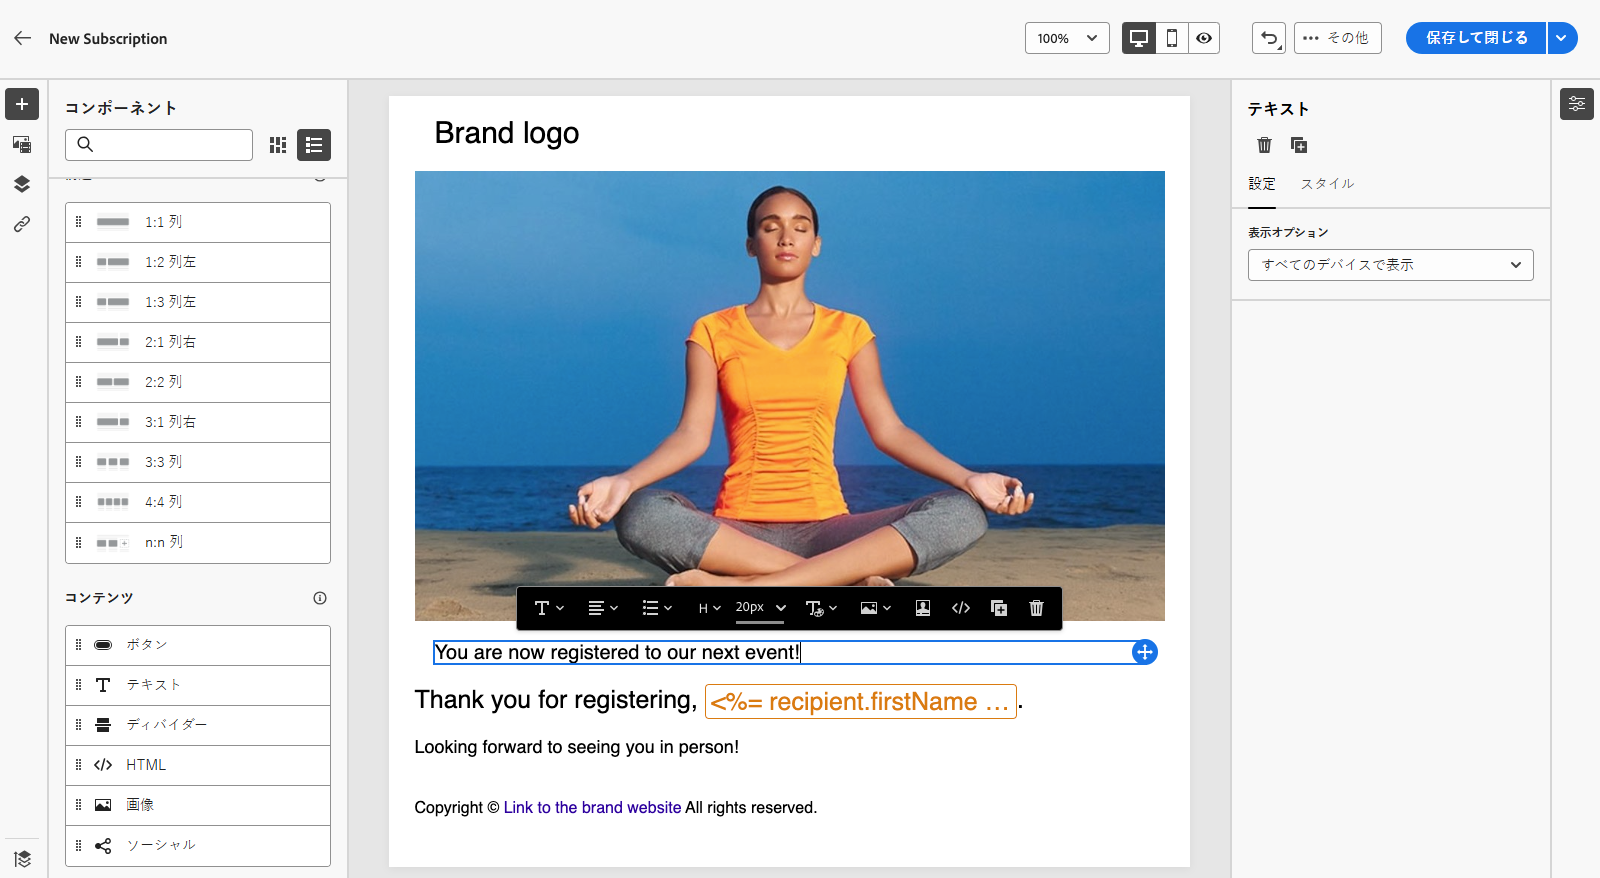 New Subscription
100%
その他
保存して閉じる
コンポーネント
1:1 列
1:2 列左
1:3 列左
2:1 列右
2:2 列
3:1 列右
3:3 列
4:4 列
n:n 列
コンテンツ
ボタン
テキスト
ディバイダー
HTML
画像
ソーシャル
Brand logo
H
20px
You are now registered to our next event!
Thank you for registering, <%= recipient.firstName ... .
Looking forward to seeing you in person!
Copyright © Link to the brand website All rights reserved.
テキスト
設定
スタイル
表示オプション
すべてのデバイスで表示